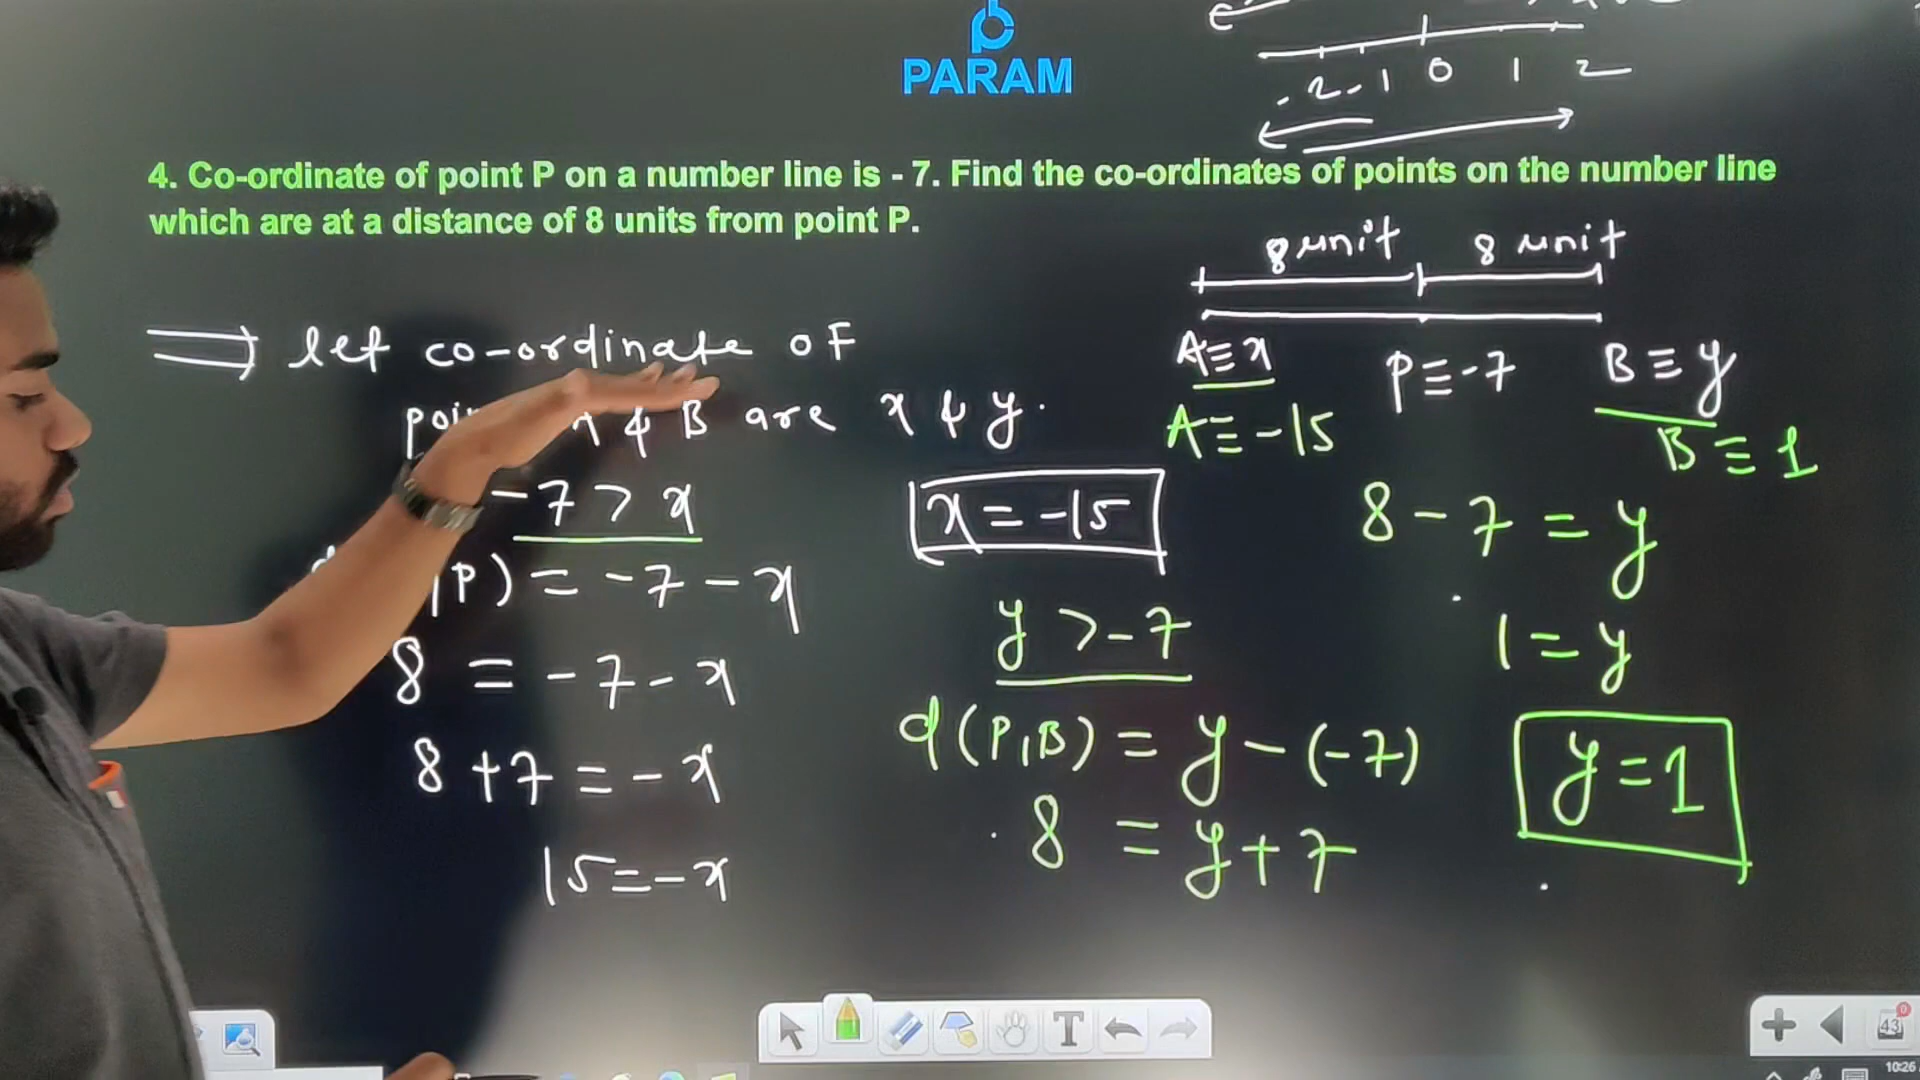 PARAM
-2 -1 0 1 2
4. Co-ordinate of point P on a number line is - 7. Find the co-ordinates of points on the number line
which are at a distance of 8 units from point P.
8 unit 8 unit
A ≡ x P ≡ -7 B ≡ y
A ≡ -15 B ≡ 1
⇒ let co-ordinate of
& B are x & y.
-7 > x
P) = -7 - x
8 = -7 - x
8 + 7 = -x
15 = -x
x = -15
y > -7
d(P,B) = y - (-7)
8 = y + 7
8 - 7 = y
1 = y
y = 1
T
43
10:26